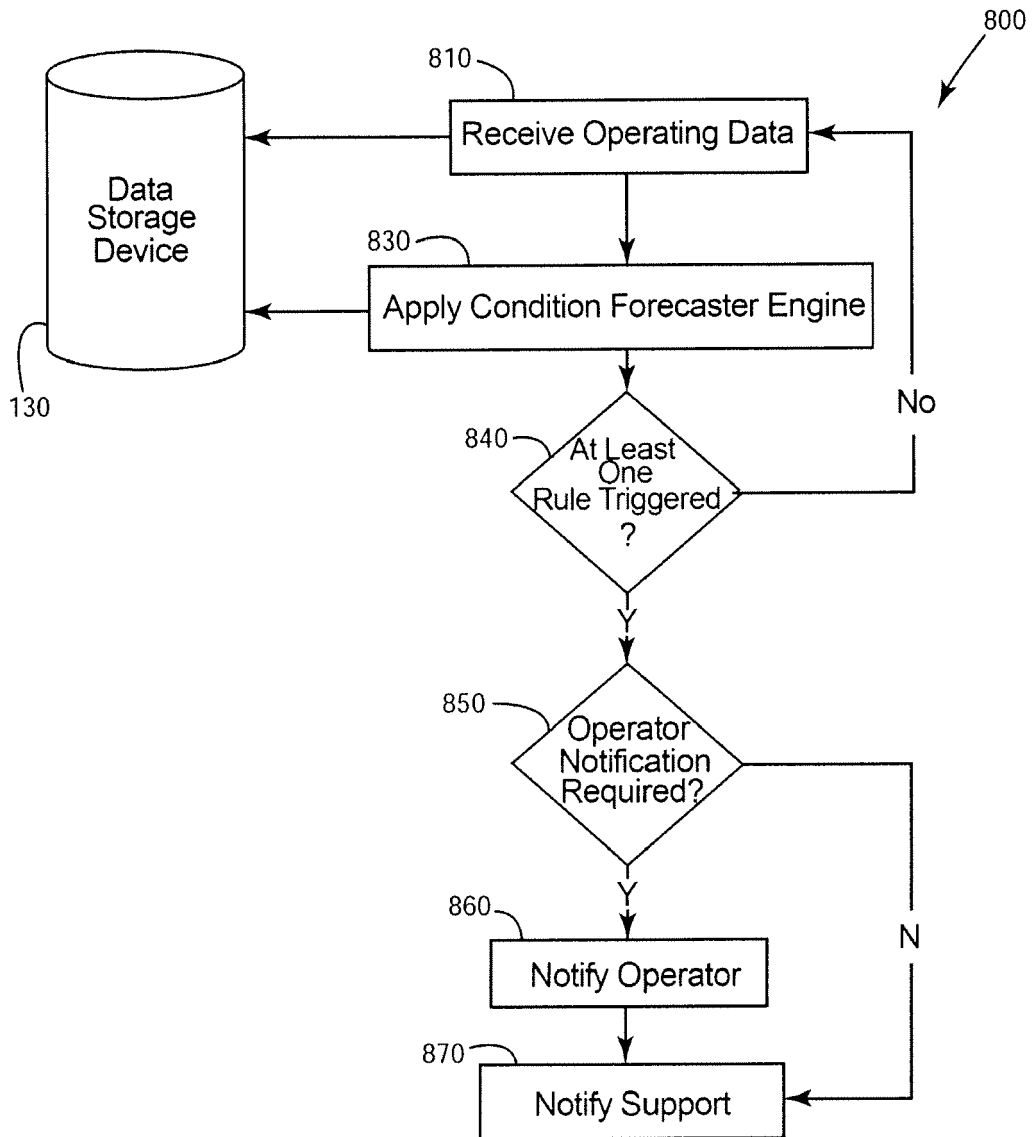 800
810
Receive Operating Data
Data
Storage
Device
830
Apply Condition Forecaster Engine
130
No
840
At Least
One
Rule Triggered
?
Y
850
Operator
Notification
Required?
Y
860
N
Notify Operator
870
Notify Support